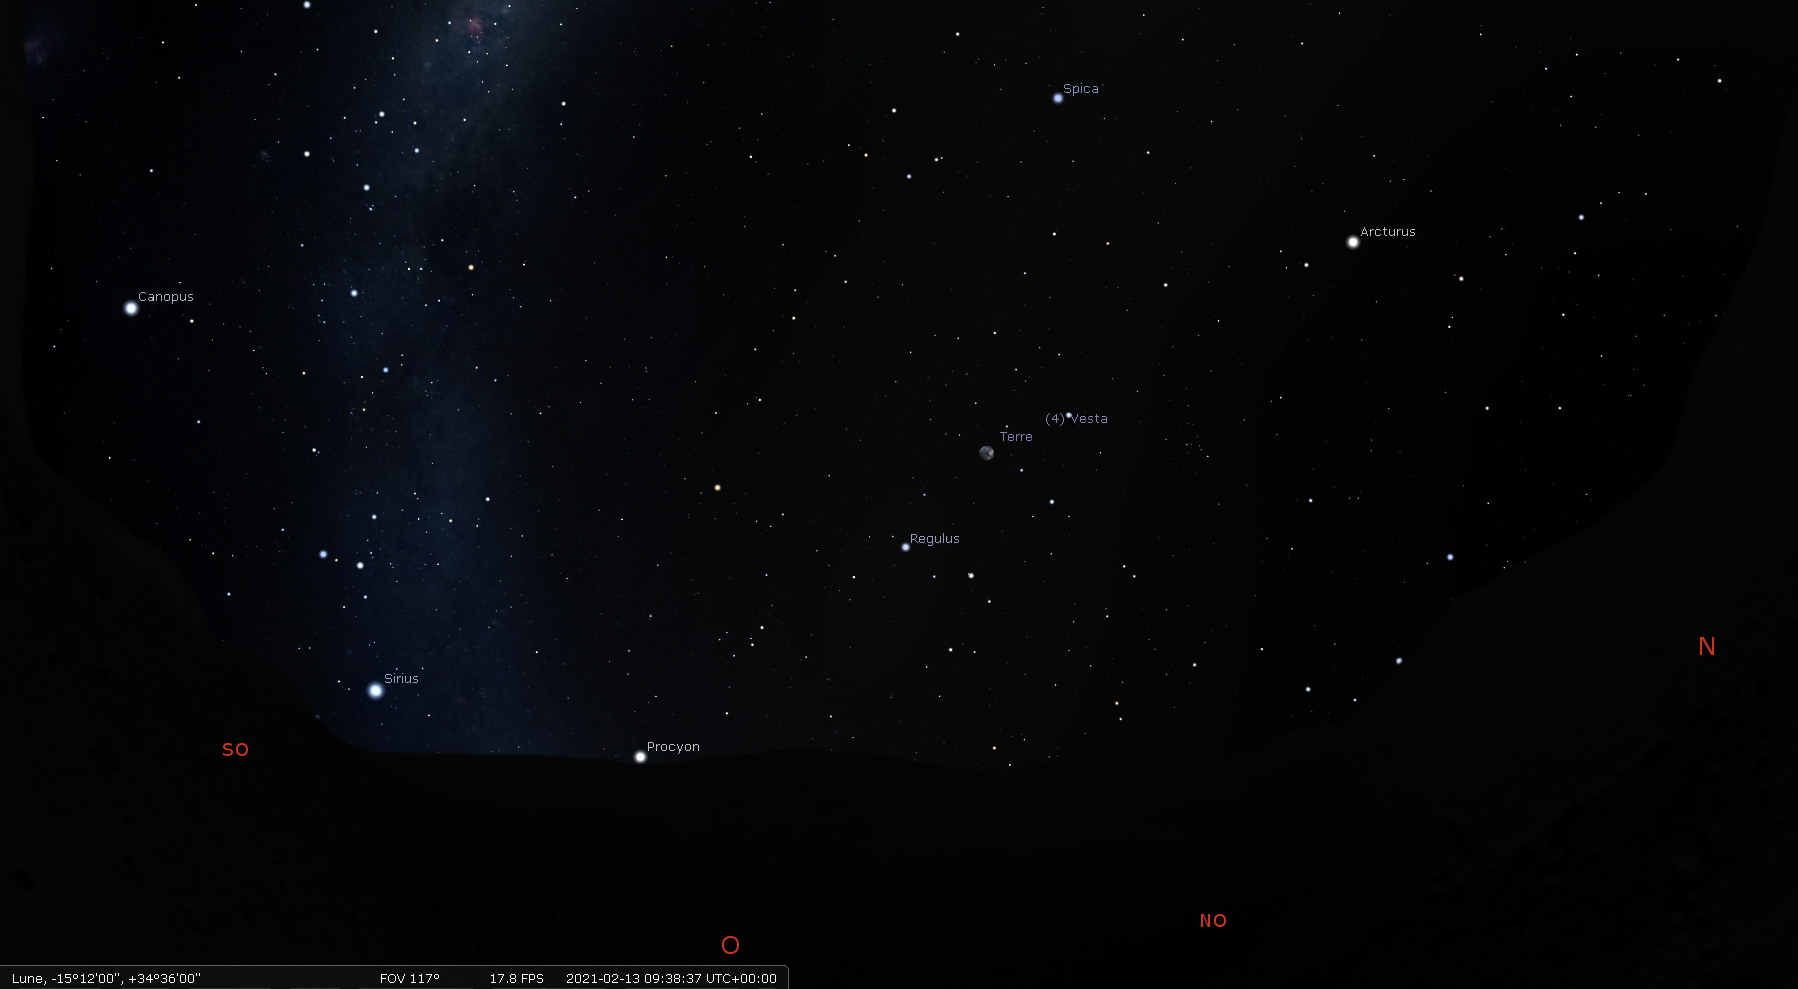 Spica
Arcturus
Canopus
(4) Vesta
Terre
Regulus
N
Sirius
SO
Procyon
NO
O
Lune, -15°12'00", +34°36'00" FOV 117° 17.8 FPS 2021-02-13 09:38:37 UTC+00:00